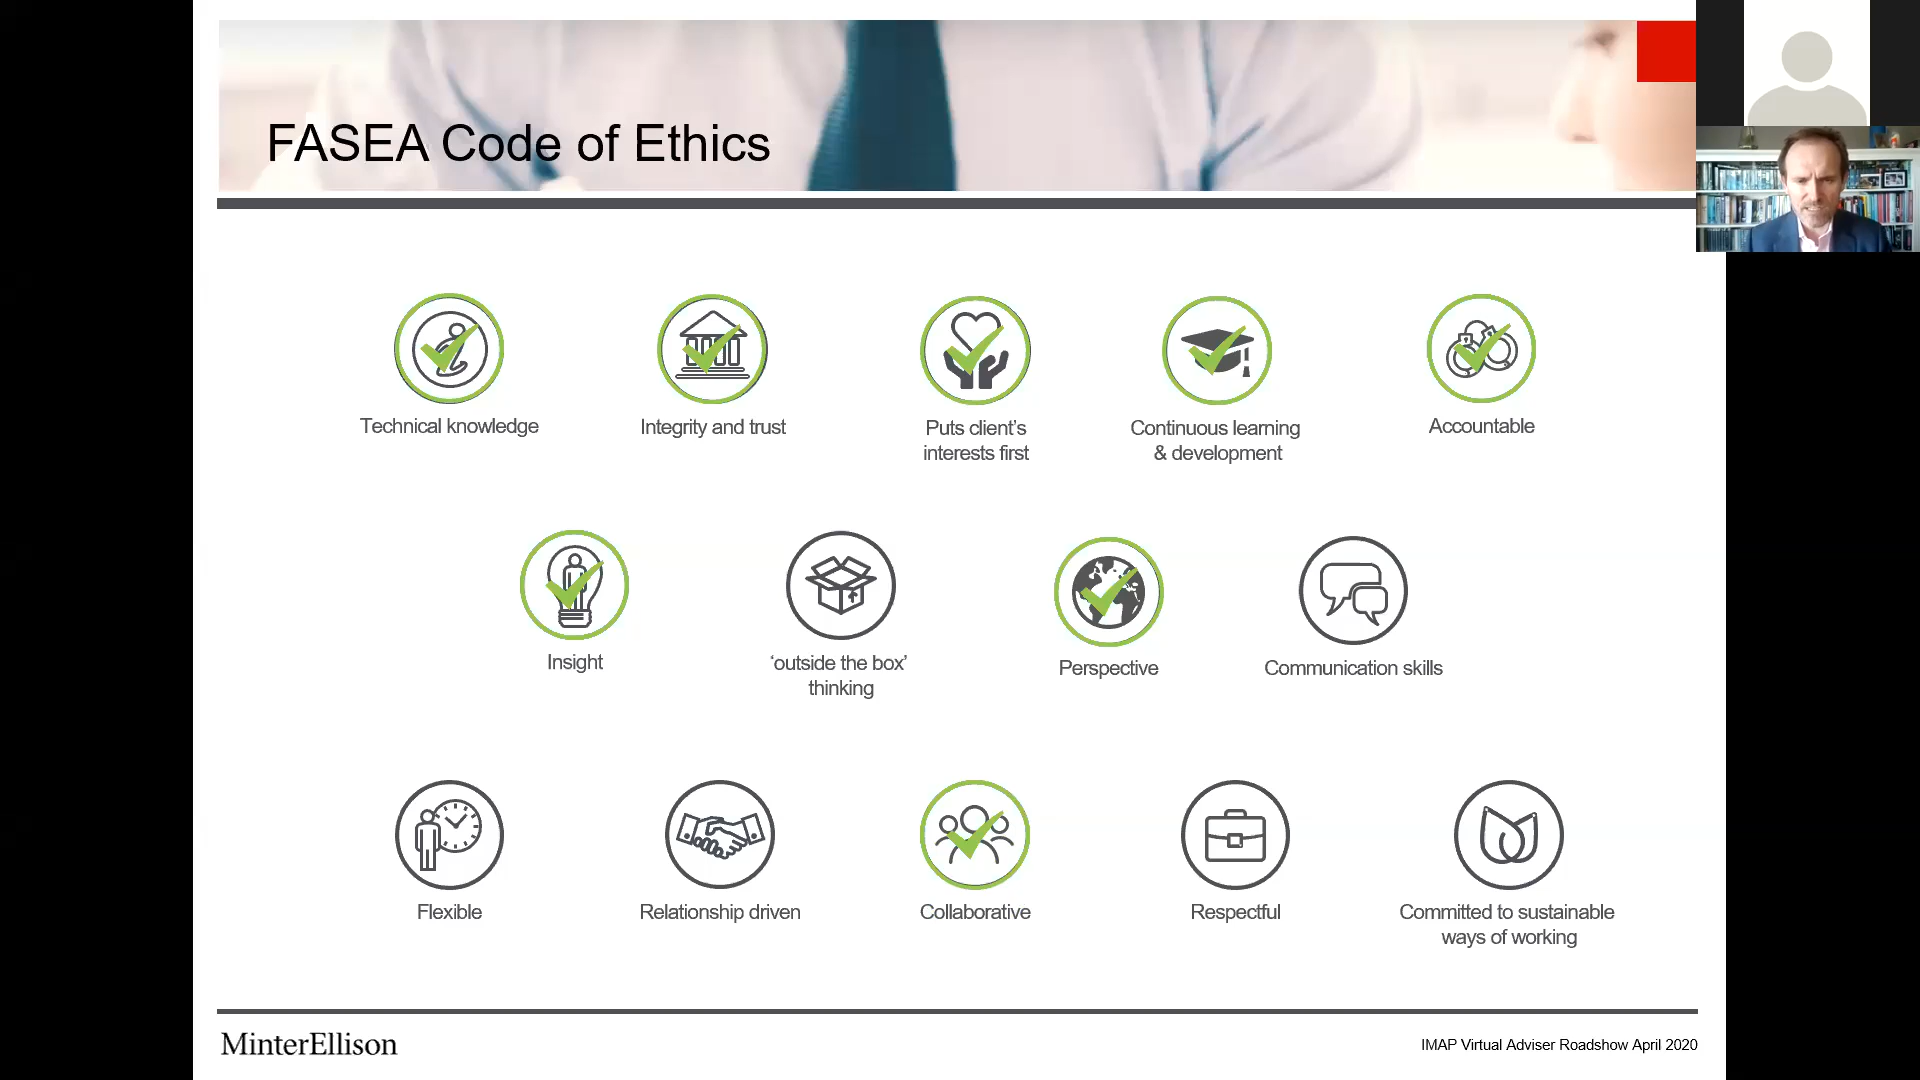 FASEA Code of Ethics
Technical knowledge
Integrity and trust
Puts client's
interests first
Continuous learning
& development
Accountable
Insight
‘outside the box’
thinking
Perspective
Communication skills
Flexible
Relationship driven
Collaborative
Respectful
Committed to sustainable
ways of working
MinterEllison
IMAP Virtual Adviser Roadshow April 2020